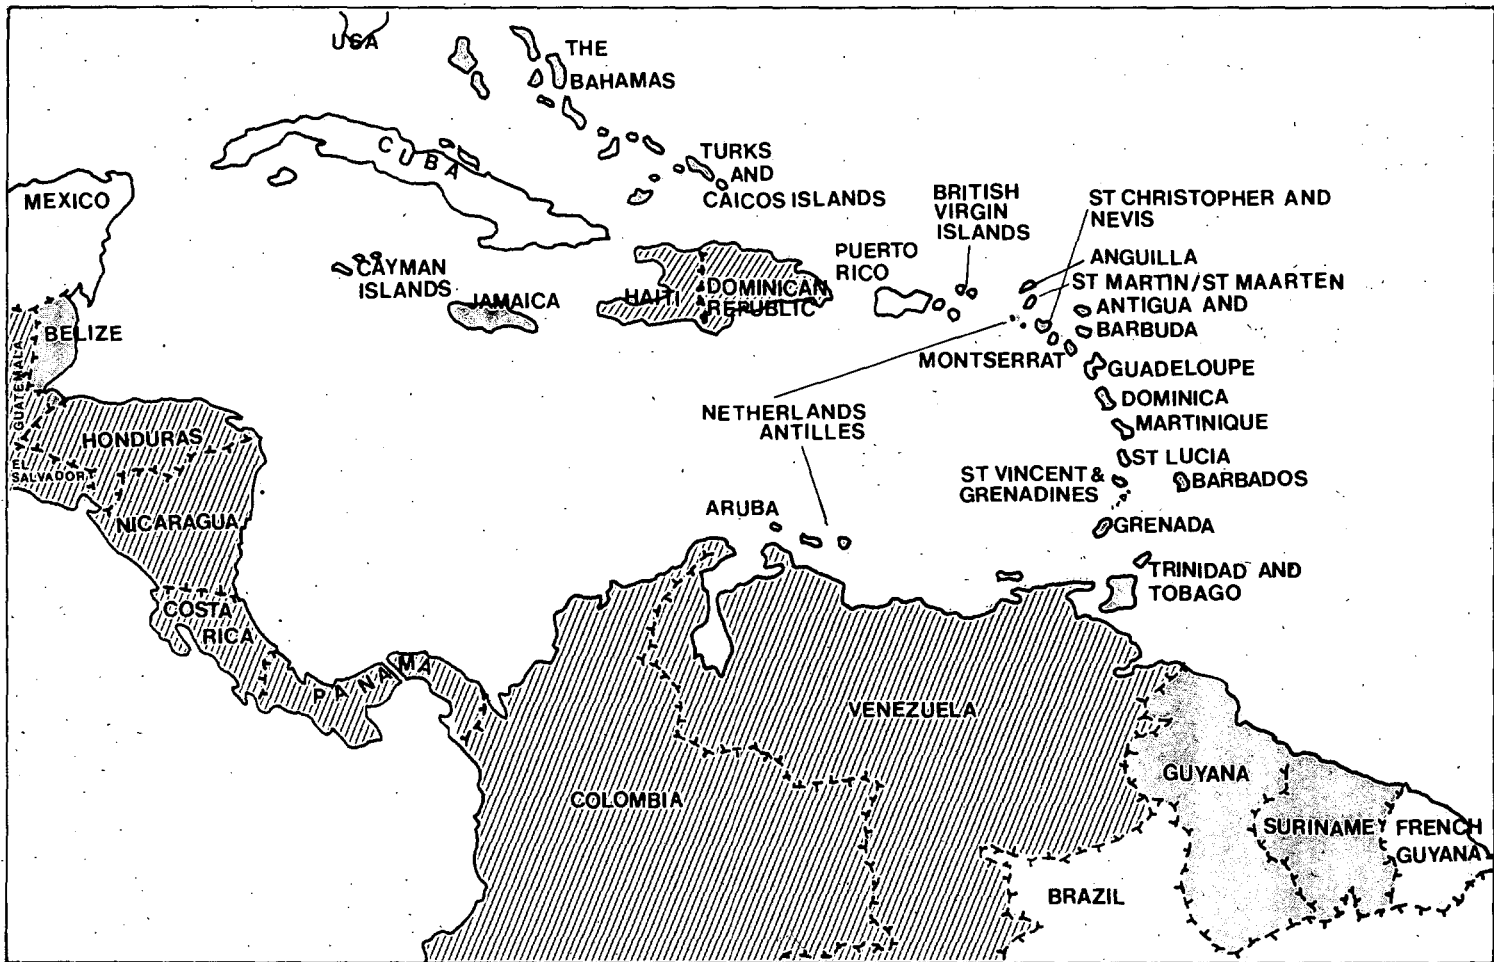 USA
THE
BAHAMAS
CUBA
TURKS
AND
CAICOS ISLANDS
MEXICO
BRITISH
VIRGIN
ISLANDS
ST CHRISTOPHER AND
NEVIS
PUERTO
RICO
ANGUILLA
CAYMAN
ISLANDS
ST MARTIN/ST MAARTEN
JAMAICA
HAITI
DOMINICAN
REPUBLIC
ANTIGUA AND
BARBUDA
BELIZE
GUATEMALA
MONTSERRAT
GUADELOUPE
DOMINICA
NETHERLANDS
ANTILLES
MARTINIQUE
HONDURAS
ST LUCIA
EL
SALVADOR
ST VINCENT &
GRENADINES
BARBADOS
ARUBA
NICARAGUA
GRENADA
TRINIDAD AND
TOBAGO
COSTA
RICA
PANAMA
VENEZUELA
COLOMBIA
GUYANA
SURINAME
FRENCH
GUYANA
BRAZIL